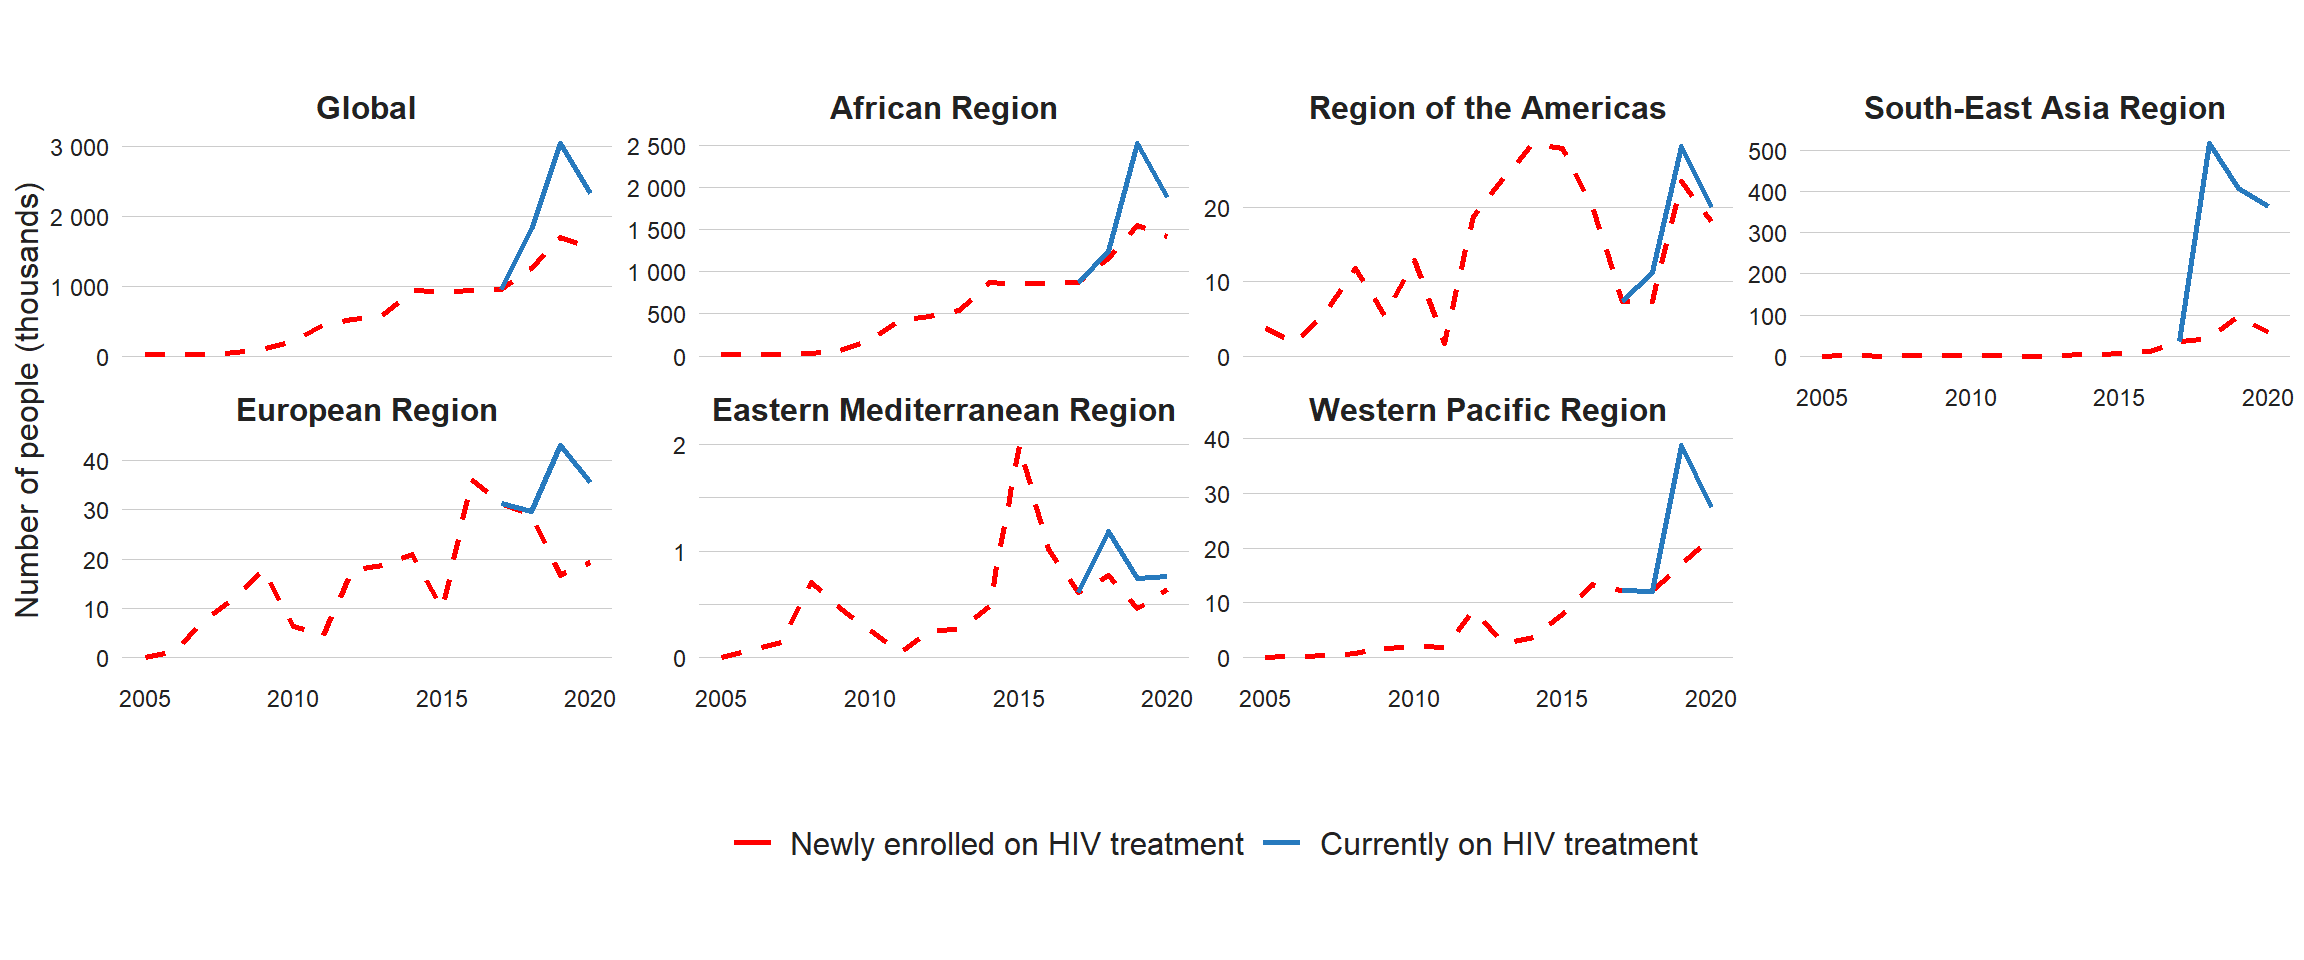 Global
African Region
Region of the Americas
South-East Asia Region
3 000
2 000
1 000
0
2 500
2 000
1 500
1 000
500
0
20
10
0
500
400
300
200
100
0
2005 2010 2015 2020
Number of people (thousands)
European Region
Eastern Mediterranean Region
Western Pacific Region
40
30
20
10
0
2005 2010 2015 2020
2
1
0
2005 2010 2015 2020
40
30
20
10
0
2005 2010 2015 2020
Newly enrolled on HIV treatment
Currently on HIV treatment